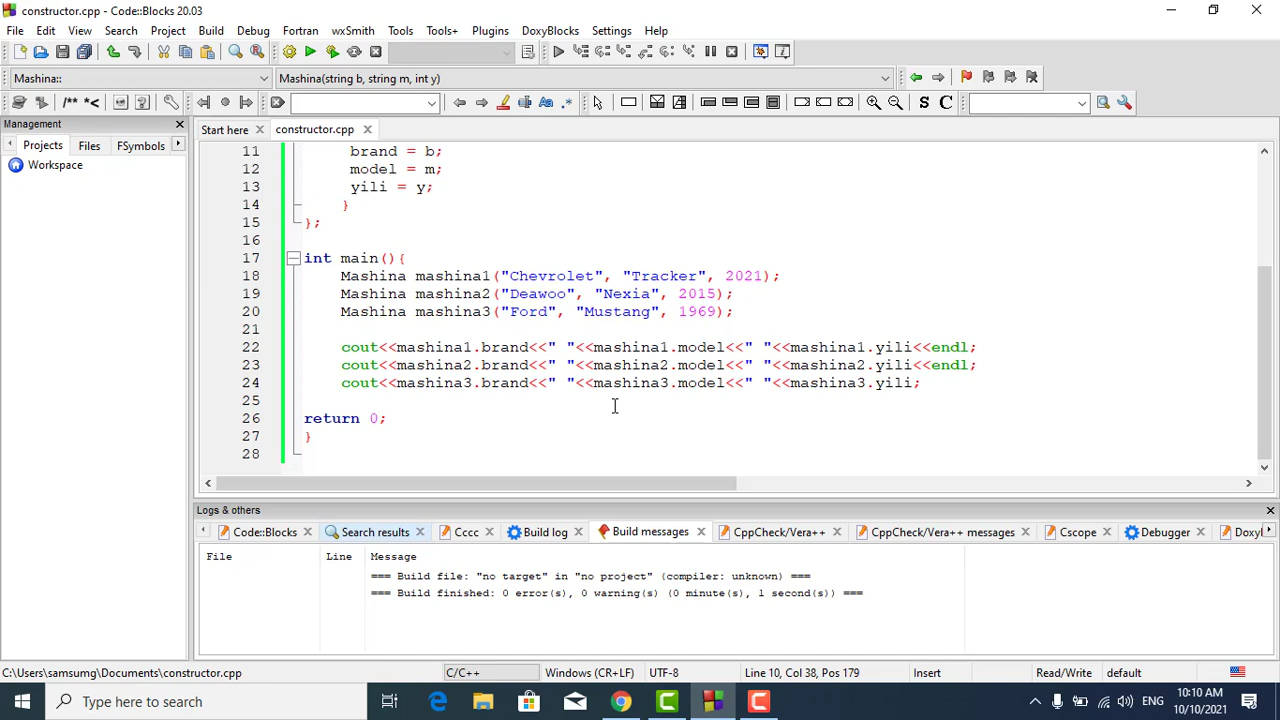 constructor.cpp - Code::Blocks 20.03
File Edit View Search Project Build Debug Fortran wxSmith Tools Tools+ Plugins DoxyBlocks Settings Help
Mashina:: Mashina(string b, string m, int y)
/** *< Aa .* S C
Management
Projects Files FSymbols
Workspace
Start here constructor.cpp
11 brand = b;
12 model = m;
13 yili = y;
14 }
15 };
16
17 int main(){
18 Mashina mashina1("Chevrolet", "Tracker", 2021);
19 Mashina mashina2("Deawoo", "Nexia", 2015);
20 Mashina mashina3("Ford", "Mustang", 1969);
21
22 cout<<mashina1.brand<<" "<<mashina1.model<<" "<<mashina1.yili<<endl;
23 cout<<mashina2.brand<<" "<<mashina2.model<<" "<<mashina2.yili<<endl;
24 cout<<mashina3.brand<<" "<<mashina3.model<<" "<<mashina3.yili;
25
26 return 0;
27 }
28
Logs & others
Code::Blocks Search results Cccc Build log Build messages CppCheck/Vera++ CppCheck/Vera++ messages Cscope Debugger Doxyl
File Line Message
=== Build file: "no target" in "no project" (compiler: unknown) ===
=== Build finished: 0 error(s), 0 warning(s) (0 minute(s), 1 second(s)) ===
C:\Users\samsumg\Documents\constructor.cpp C/C++ Windows (CR+LF) UTF-8 Line 10, Col 38, Pos 179 Insert Read/Write default
Type here to search ENG 10:10 AM
10/10/2021